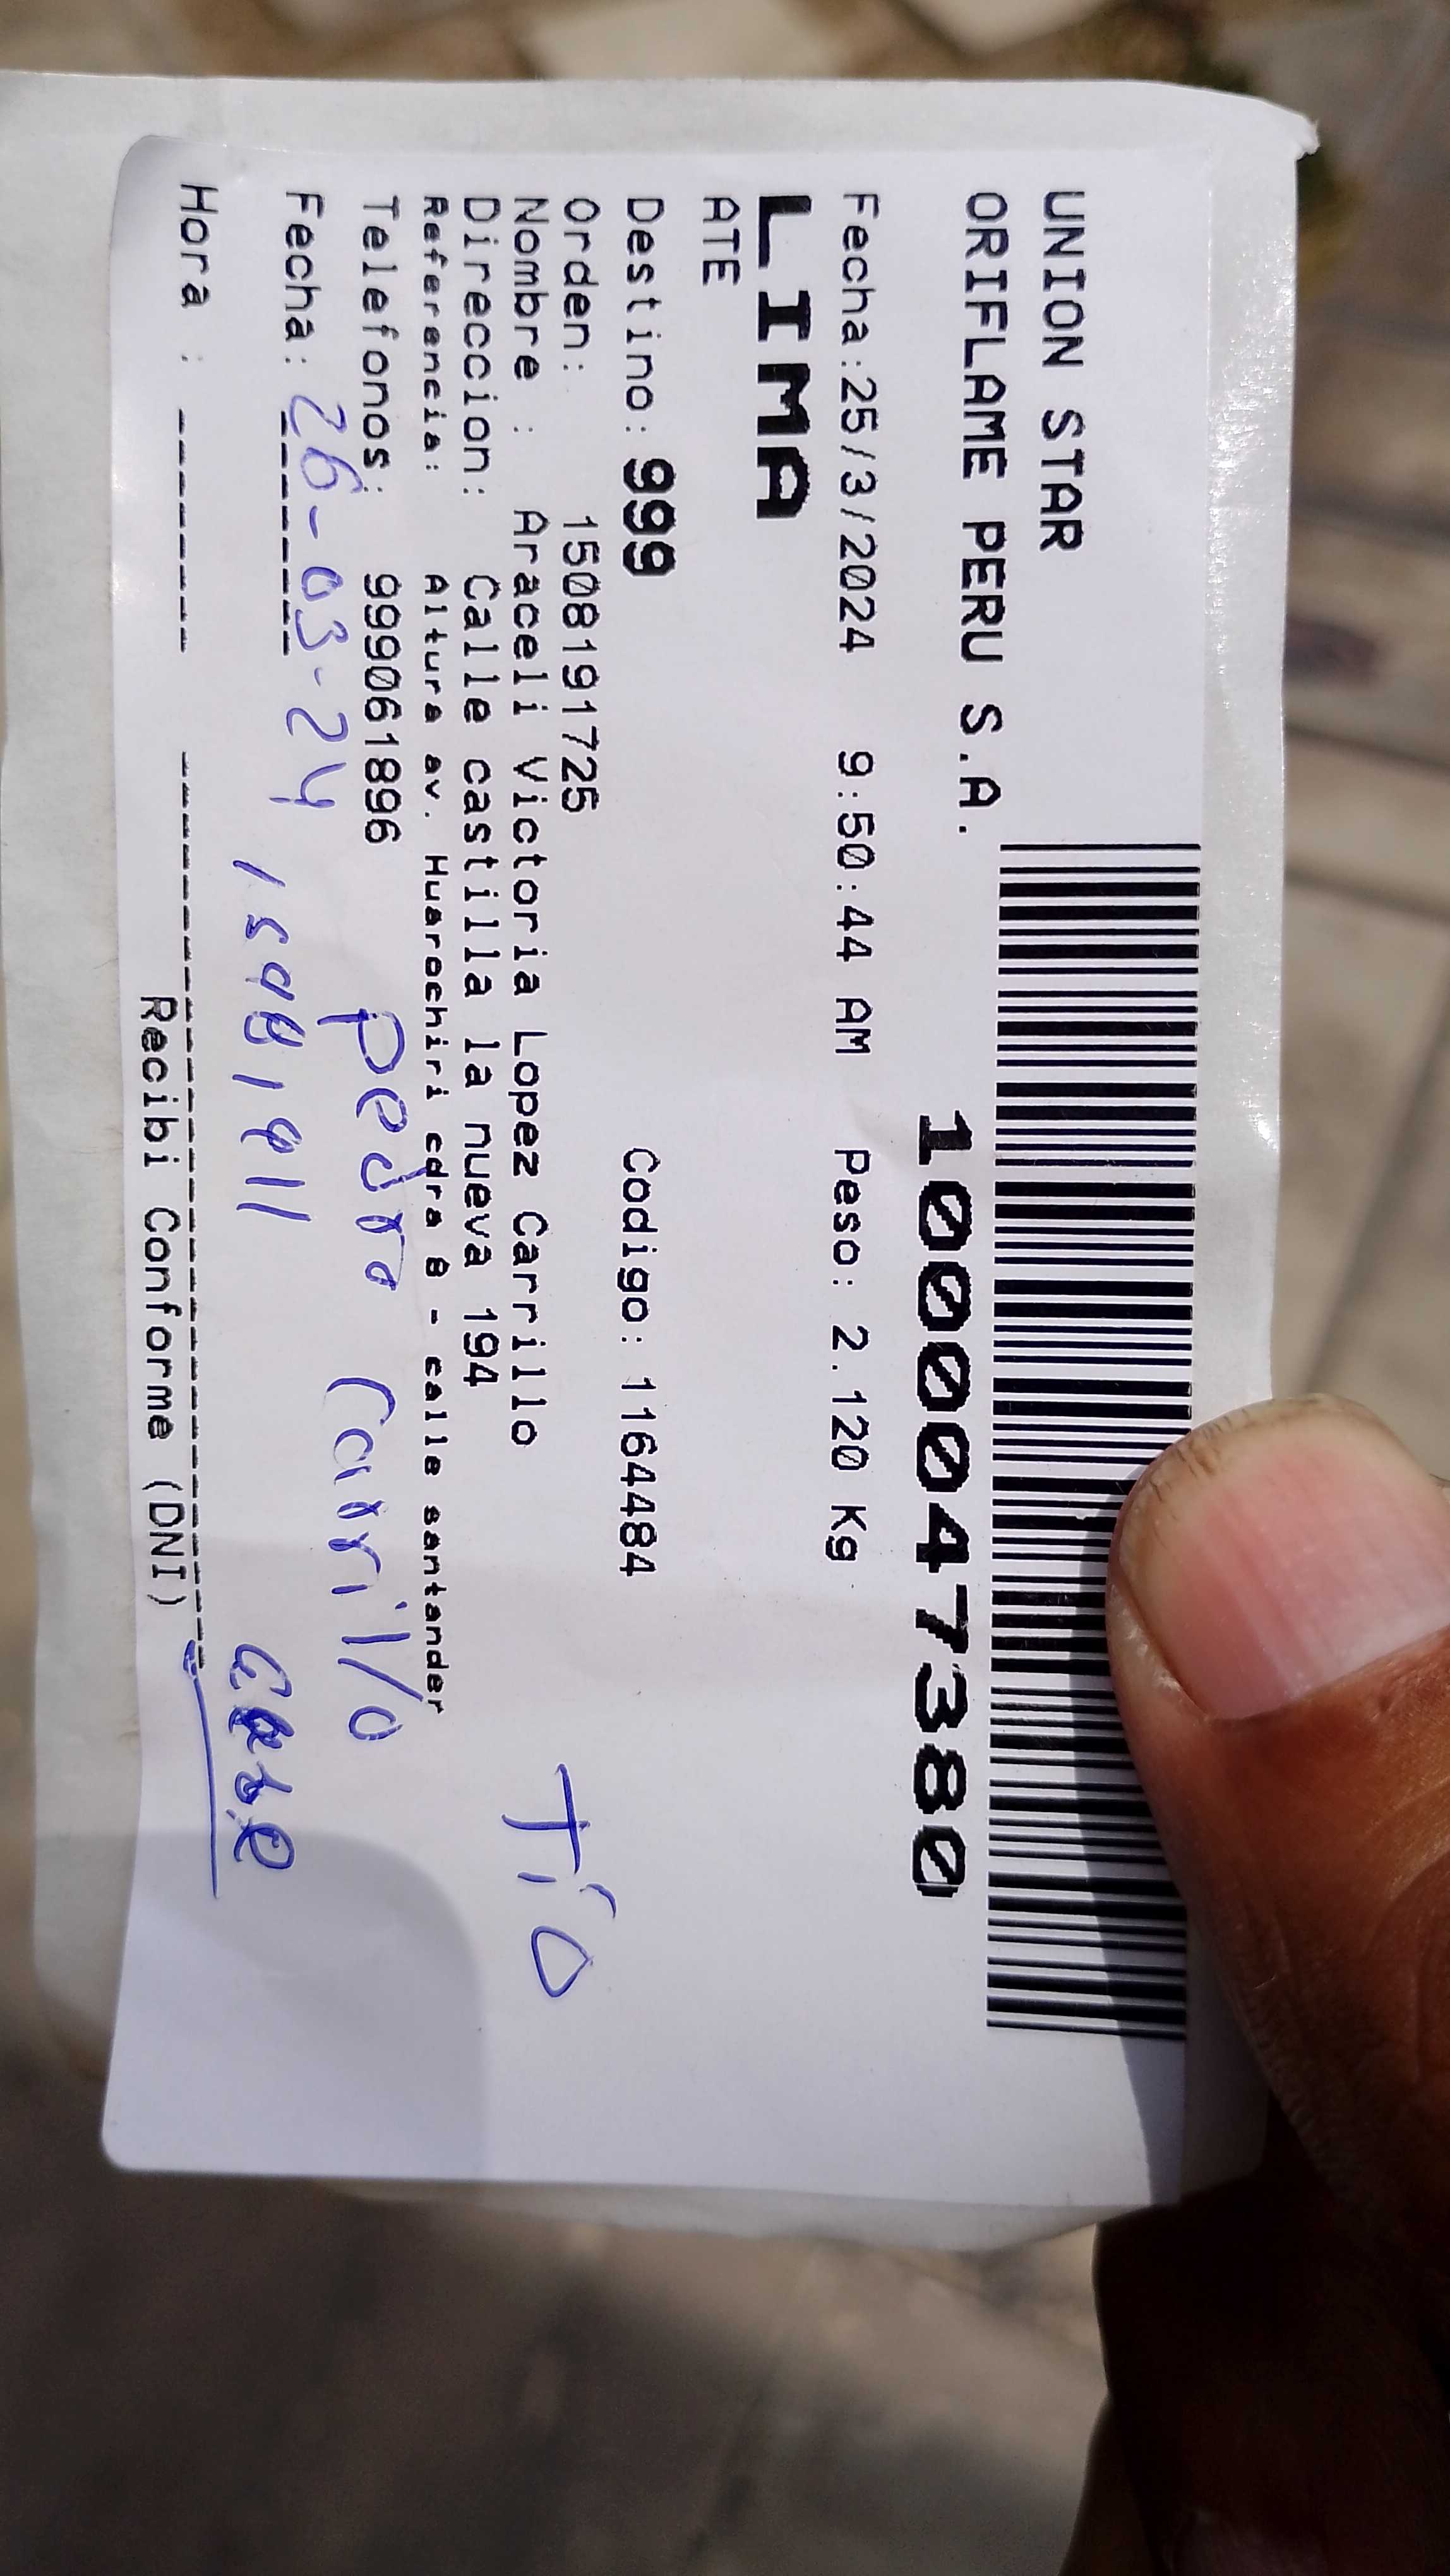 UNION STAR
ORIFLAME PERU S.A.
1000047380
Fecha:25/3/2024 9:50:44 AM Peso: 2.120 Kg
LIMA
ATE
Destino: 999 Codigo: 1164484
Orden: 1508191725
Nombre : Araceli Victoria Lopez Carrillo
Direccion: Calle castilla la nueva 194
Referencia: Altura av. Huarochiri cdra 8 - calle santander
Telefonos: 999061896
Tío
Pedro Carrillo
Fecha: 26-03-24
Hora :
Recibi Conforme (DNI)